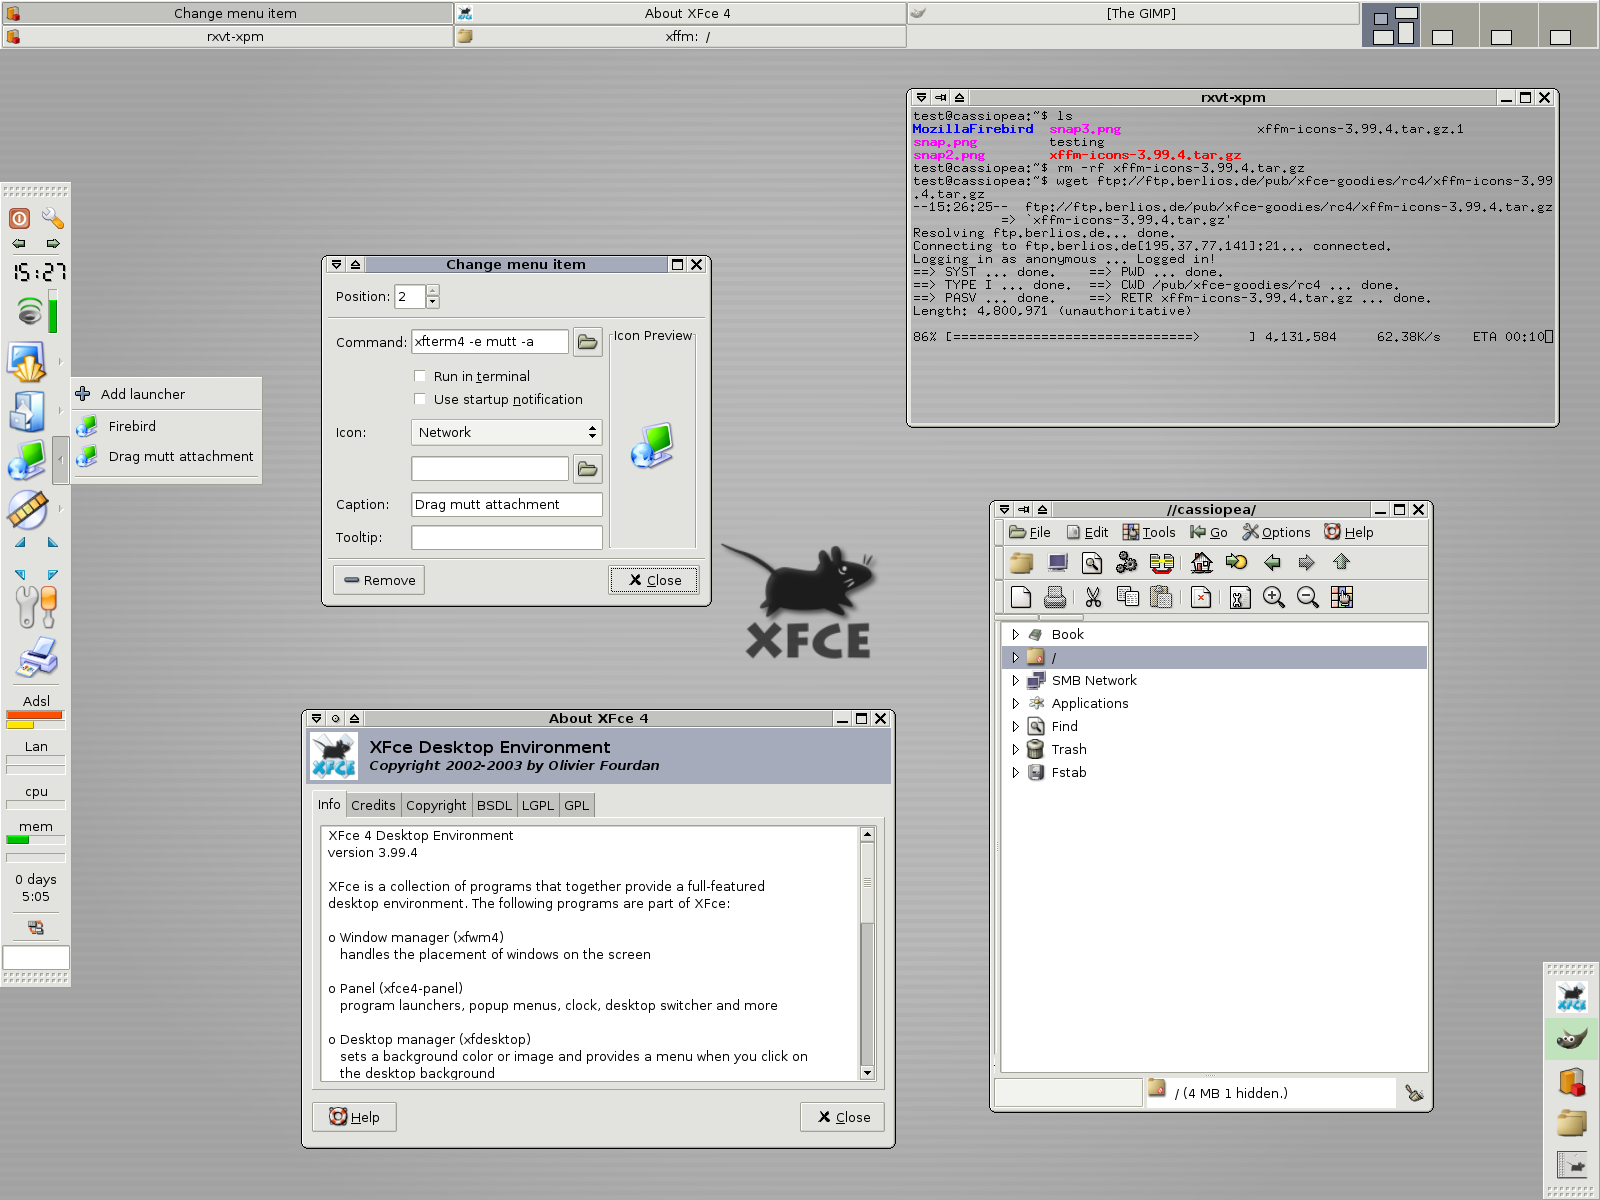 Change menu item
About XFce 4
[The GIMP]
rxvt-xpm
xffm: /
15:27
Add launcher
Firebird
Drag mutt attachment
Adsl
Lan
cpu
mem
0 days
5:05
Change menu item
Position: 2
Command: xfterm4 -e mutt -a
Icon Preview
Run in terminal
Use startup notification
Icon: Network
Caption: Drag mutt attachment
Tooltip:
Remove
Close
rxvt-xpm
test@cassiopea:~$ ls
MozillaFirebird snap3.png xffm-icons-3.99.4.tar.gz.1
snap.png testing
snap2.png xffm-icons-3.99.4.tar.gz
test@cassiopea:~$ rm -rf xffm-icons-3.99.4.tar.gz
test@cassiopea:~$ wget ftp://ftp.berlios.de/pub/xfce-goodies/rc4/xffm-icons-3.99
.4.tar.gz
--15:26:25-- ftp://ftp.berlios.de/pub/xfce-goodies/rc4/xffm-icons-3.99.4.tar.gz
=> `xffm-icons-3.99.4.tar.gz'
Resolving ftp.berlios.de... done.
Connecting to ftp.berlios.de[195.37.77.141]:21... connected.
Logging in as anonymous ... Logged in!
==> SYST ... done. ==> PWD ... done.
==> TYPE I ... done. ==> CWD /pub/xfce-goodies/rc4 ... done.
==> PASV ... done. ==> RETR xffm-icons-3.99.4.tar.gz ... done.
Length: 4,800,971 (unauthoritative)
86% [==============================> ] 4,131,584 62.38K/s ETA 00:10
XFCE
//cassiopea/
File Edit Tools Go Options Help
Book
/
SMB Network
Applications
Find
Trash
Fstab
/ (4 MB 1 hidden.)
About XFce 4
XFCE
XFce Desktop Environment
Copyright 2002-2003 by Olivier Fourdan
Info Credits Copyright BSDL LGPL GPL
XFce 4 Desktop Environment
version 3.99.4
XFce is a collection of programs that together provide a full-featured
desktop environment. The following programs are part of XFce:
o Window manager (xfwm4)
handles the placement of windows on the screen
o Panel (xfce4-panel)
program launchers, popup menus, clock, desktop switcher and more
o Desktop manager (xfdesktop)
sets a background color or image and provides a menu when you click on
the desktop background
Help
Close
XFCE